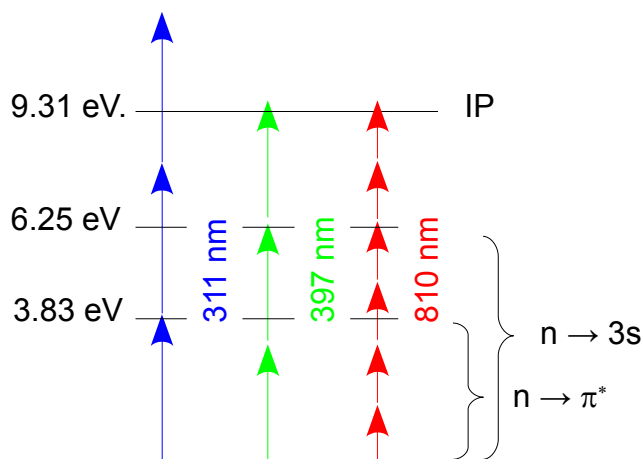 9.31 eV.
IP
6.25 eV
3.83 eV
311 nm
397 nm
810 nm
n → 3s
n → π*